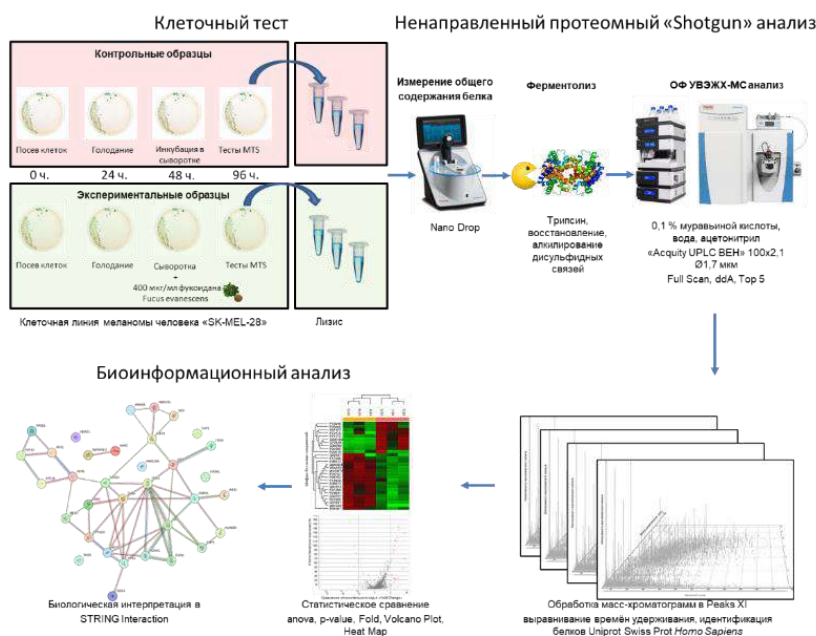 Клеточный тест
Ненаправленный протеомный «Shotgun» анализ
Контрольные образцы
Посев клеток
Голодание
Инкубация в
сыворотке
Тесты MTS
0 ч.
24 ч.
48 ч.
96 ч.
Экспериментальные образцы
Посев клеток
Голодание
Сыворотка
+
400 мкг/мл фукоидана
Fucus evanescens
Тесты MTS
Клеточная линия меланомы человека «SK-MEL-28»
Лизис
Измерение общего
содержания белка
Nano Drop
Ферментолиз
Трипсин,
восстановление,
алкилирование
дисульфидных
связей
ОФ УВЭЖХ-МС анализ
0,1 % муравьиной кислоты,
вода, ацетонитрил
«Acquity UPLC BEH» 100x2,1
Ø1,7 мкм
Full Scan, ddA, Top 5
Биоинформационный анализ
Биологическая интерпретация в
STRING Interaction
Статистическое сравнение
anova, p-value, Fold, Volcano Plot,
Heat Map
Обработка масс-хроматограмм в Peaks XI
выравнивание времён удерживания, идентификация
белков Uniprot Swiss Prot Homo Sapiens